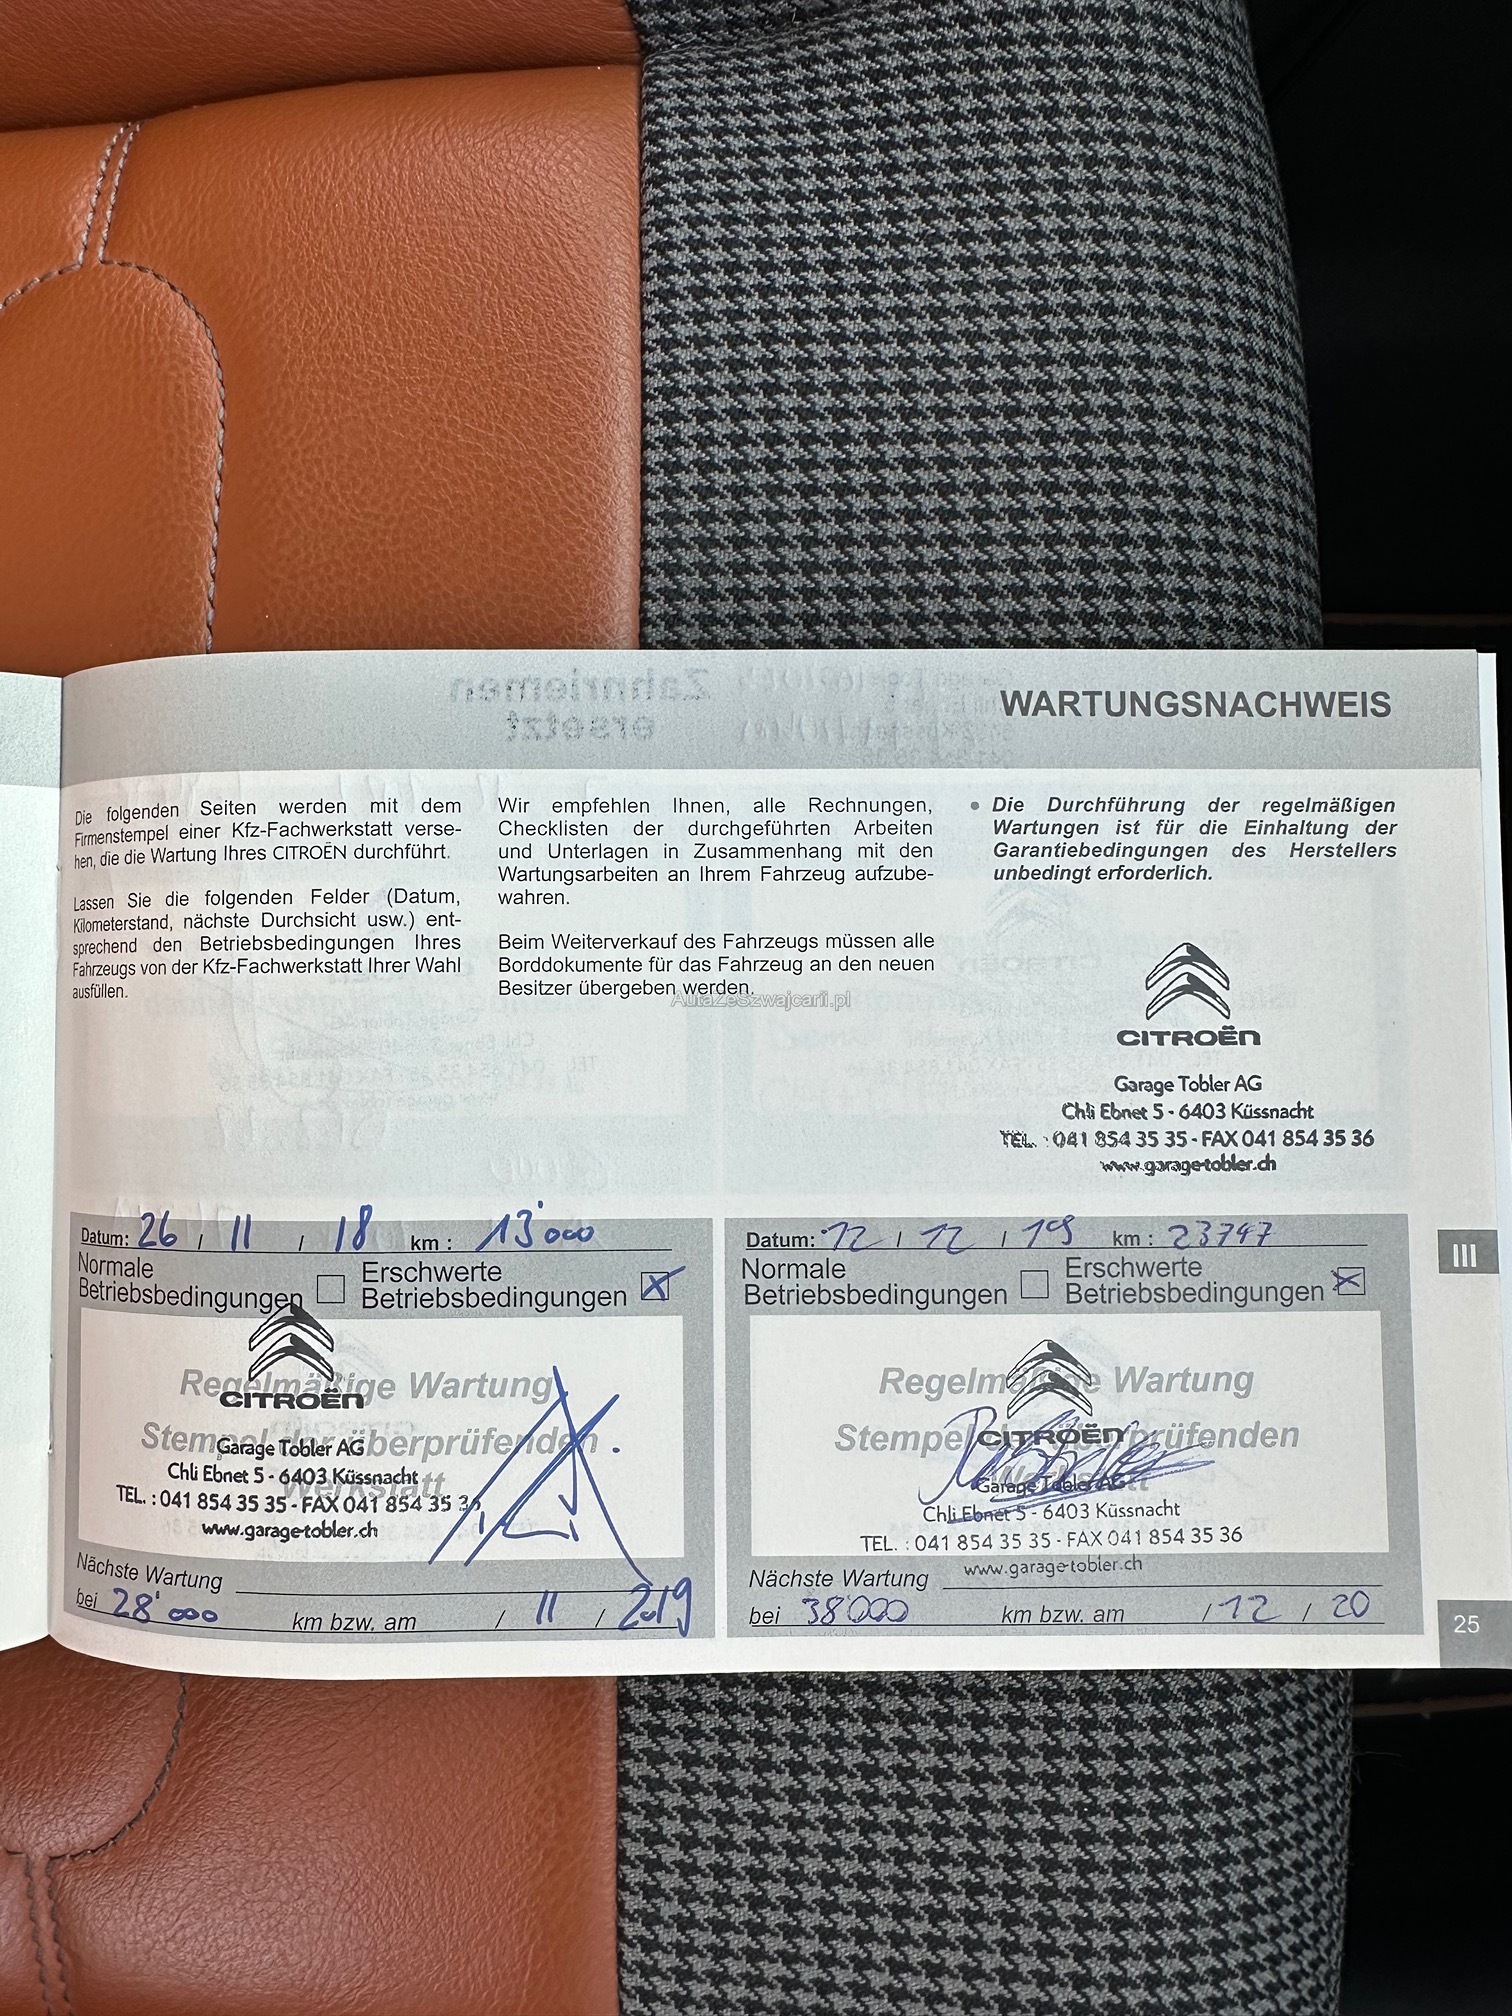 WARTUNGSNACHWEIS
Zahnriemen
ersetzt
Die folgenden Seiten werden mit dem
Firmenstempel einer Kfz-Fachwerkstatt verse-
hen, die die Wartung Ihres CITROËN durchführt.
Lassen Sie die folgenden Felder (Datum,
Kilometerstand, nächste Durchsicht usw.) ent-
sprechend den Betriebsbedingungen Ihres
Fahrzeugs von der Kfz-Fachwerkstatt Ihrer Wahl
ausfüllen.
Wir empfehlen Ihnen, alle Rechnungen,
Checklisten der durchgeführten Arbeiten
und Unterlagen in Zusammenhang mit den
Wartungsarbeiten an Ihrem Fahrzeug aufzube-
wahren.
Beim Weiterverkauf des Fahrzeugs müssen alle
Borddokumente für das Fahrzeug an den neuen
Besitzer übergeben werden.
AutaZeSzwajcarii.pl
• Die Durchführung der regelmäßigen
Wartungen ist für die Einhaltung der
Garantiebedingungen des Herstellers
unbedingt erforderlich.
CITROËN
Garage Tobler AG
Chli Ebnet 5 - 6403 Küssnacht
TEL. : 041 854 35 35 - FAX 041 854 35 36
www.garage-tobler.ch
Datum: 26 / 11 / 18 km : 13'000
Normale
Betriebsbedingungen
Erschwerte
Betriebsbedingungen X
Regelmäßige Wartung
CITROËN
Stempel der überprüfenden
Werkstatt
Garage Tobler AG
Chli Ebnet 5 - 6403 Küssnacht
TEL. : 041 854 35 35 - FAX 041 854 35 36
www.garage-tobler.ch
Nächste Wartung
bei 28'000 km bzw. am / 11 / 2019
Datum: 12 / 12 / 19 km : 23747
Normale
Betriebsbedingungen
Erschwerte
Betriebsbedingungen X
Regelmäßige Wartung
Stempel der überprüfenden
Werkstatt
CITROËN
Garage Tobler AG
Chli Ebnet 5 - 6403 Küssnacht
TEL. : 041 854 35 35 - FAX 041 854 35 36
www.garage-tobler.ch
Nächste Wartung
bei 38'000 km bzw. am / 12 / 20
III
25